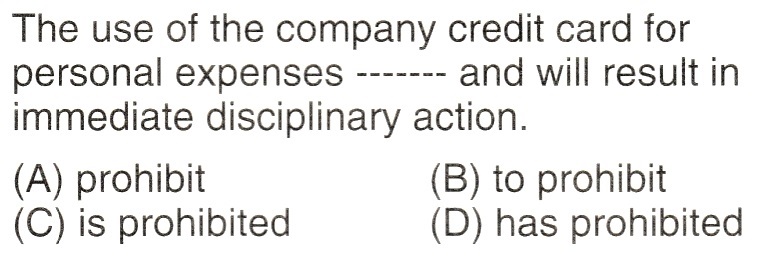 The use of the company credit card for
personal expenses ------- and will result in
immediate disciplinary action.
(A) prohibit (B) to prohibit
(C) is prohibited (D) has prohibited